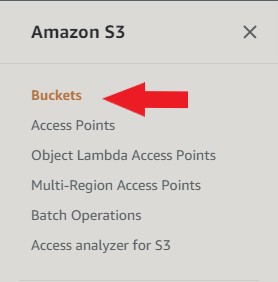 Amazon S3
Buckets
Access Points
Object Lambda Access Points
Multi-Region Access Points
Batch Operations
Access analyzer for S3